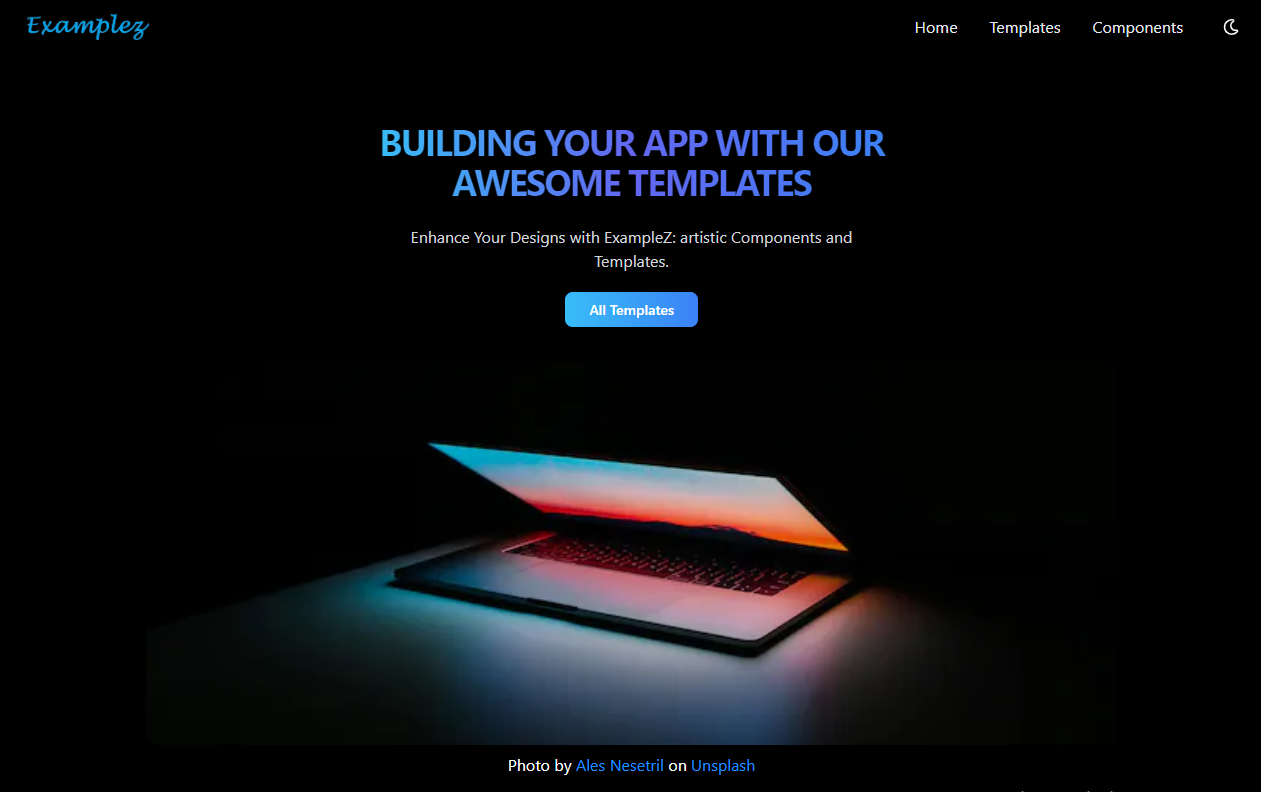 Examplez
Home Templates Components
BUILDING YOUR APP WITH OUR
AWESOME TEMPLATES
Enhance Your Designs with ExampleZ: artistic Components and
Templates.
All Templates
Photo by Ales Nesetril on Unsplash